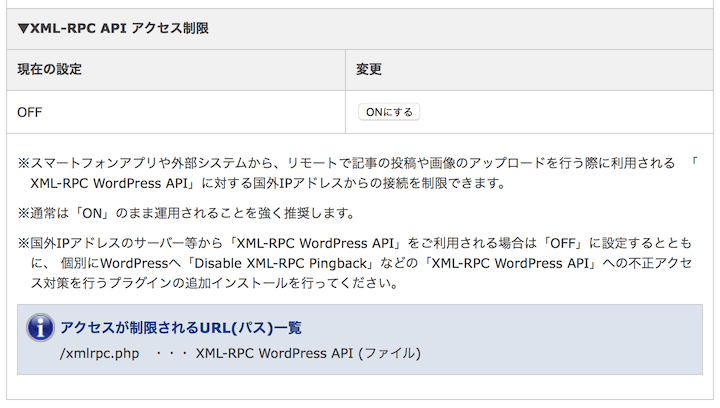 ▼XML-RPC API アクセス制限
現在の設定 変更
OFF ONにする
※スマートフォンアプリや外部システムから、リモートで記事の投稿や画像のアップロードを行う際に利用される 「
XML-RPC WordPress API」に対する国外IPアドレスからの接続を制限できます。
※通常は「ON」のまま運用されることを強く推奨します。
※国外IPアドレスのサーバー等から「XML-RPC WordPress API」をご利用される場合は「OFF」に設定するととも
に、 個別にWordPressへ「Disable XML-RPC Pingback」などの「XML-RPC WordPress API」への不正アクセ
ス対策を行うプラグインの追加インストールを行ってください。
アクセスが制限されるURL(パス)一覧
/xmlrpc.php ・・・ XML-RPC WordPress API (ファイル)